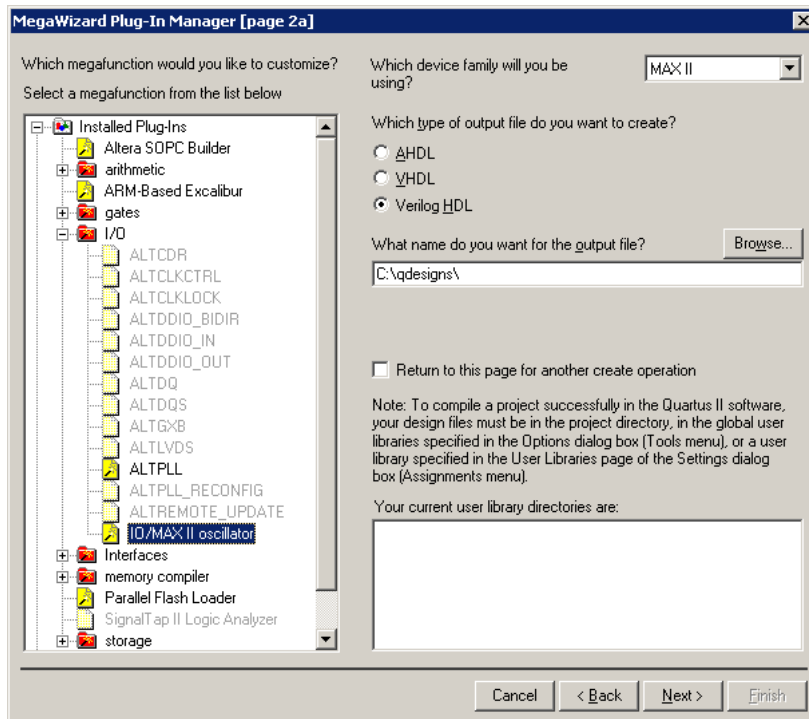 MegaWizard Plug-In Manager [page 2a]
Which megafunction would you like to customize?
Select a megafunction from the list below
Installed Plug-Ins
Altera SOPC Builder
arithmetic
ARM-Based Excalibur
gates
I/O
ALTCDR
ALTCLKCTRL
ALTCLKLOCK
ALTDDIO_BIDIR
ALTDDIO_IN
ALTDDIO_OUT
ALTDQ
ALTDQS
ALTGXB
ALTLVDS
ALTPLL
ALTPLL_RECONFIG
ALTREMOTE_UPDATE
IO/MAX II oscillator
Interfaces
memory compiler
Parallel Flash Loader
SignalTap II Logic Analyzer
storage
Which device family will you be
using?
MAX II
Which type of output file do you want to create?
AHDL
VHDL
Verilog HDL
What name do you want for the output file?
Browse...
C:\qdesigns\
Return to this page for another create operation
Note: To compile a project successfully in the Quartus II software,
your design files must be in the project directory, in the global user
libraries specified in the Options dialog box (Tools menu), or a user
library specified in the User Libraries page of the Settings dialog
box (Assignments menu).
Your current user library directories are:
Cancel
< Back
Next >
Finish